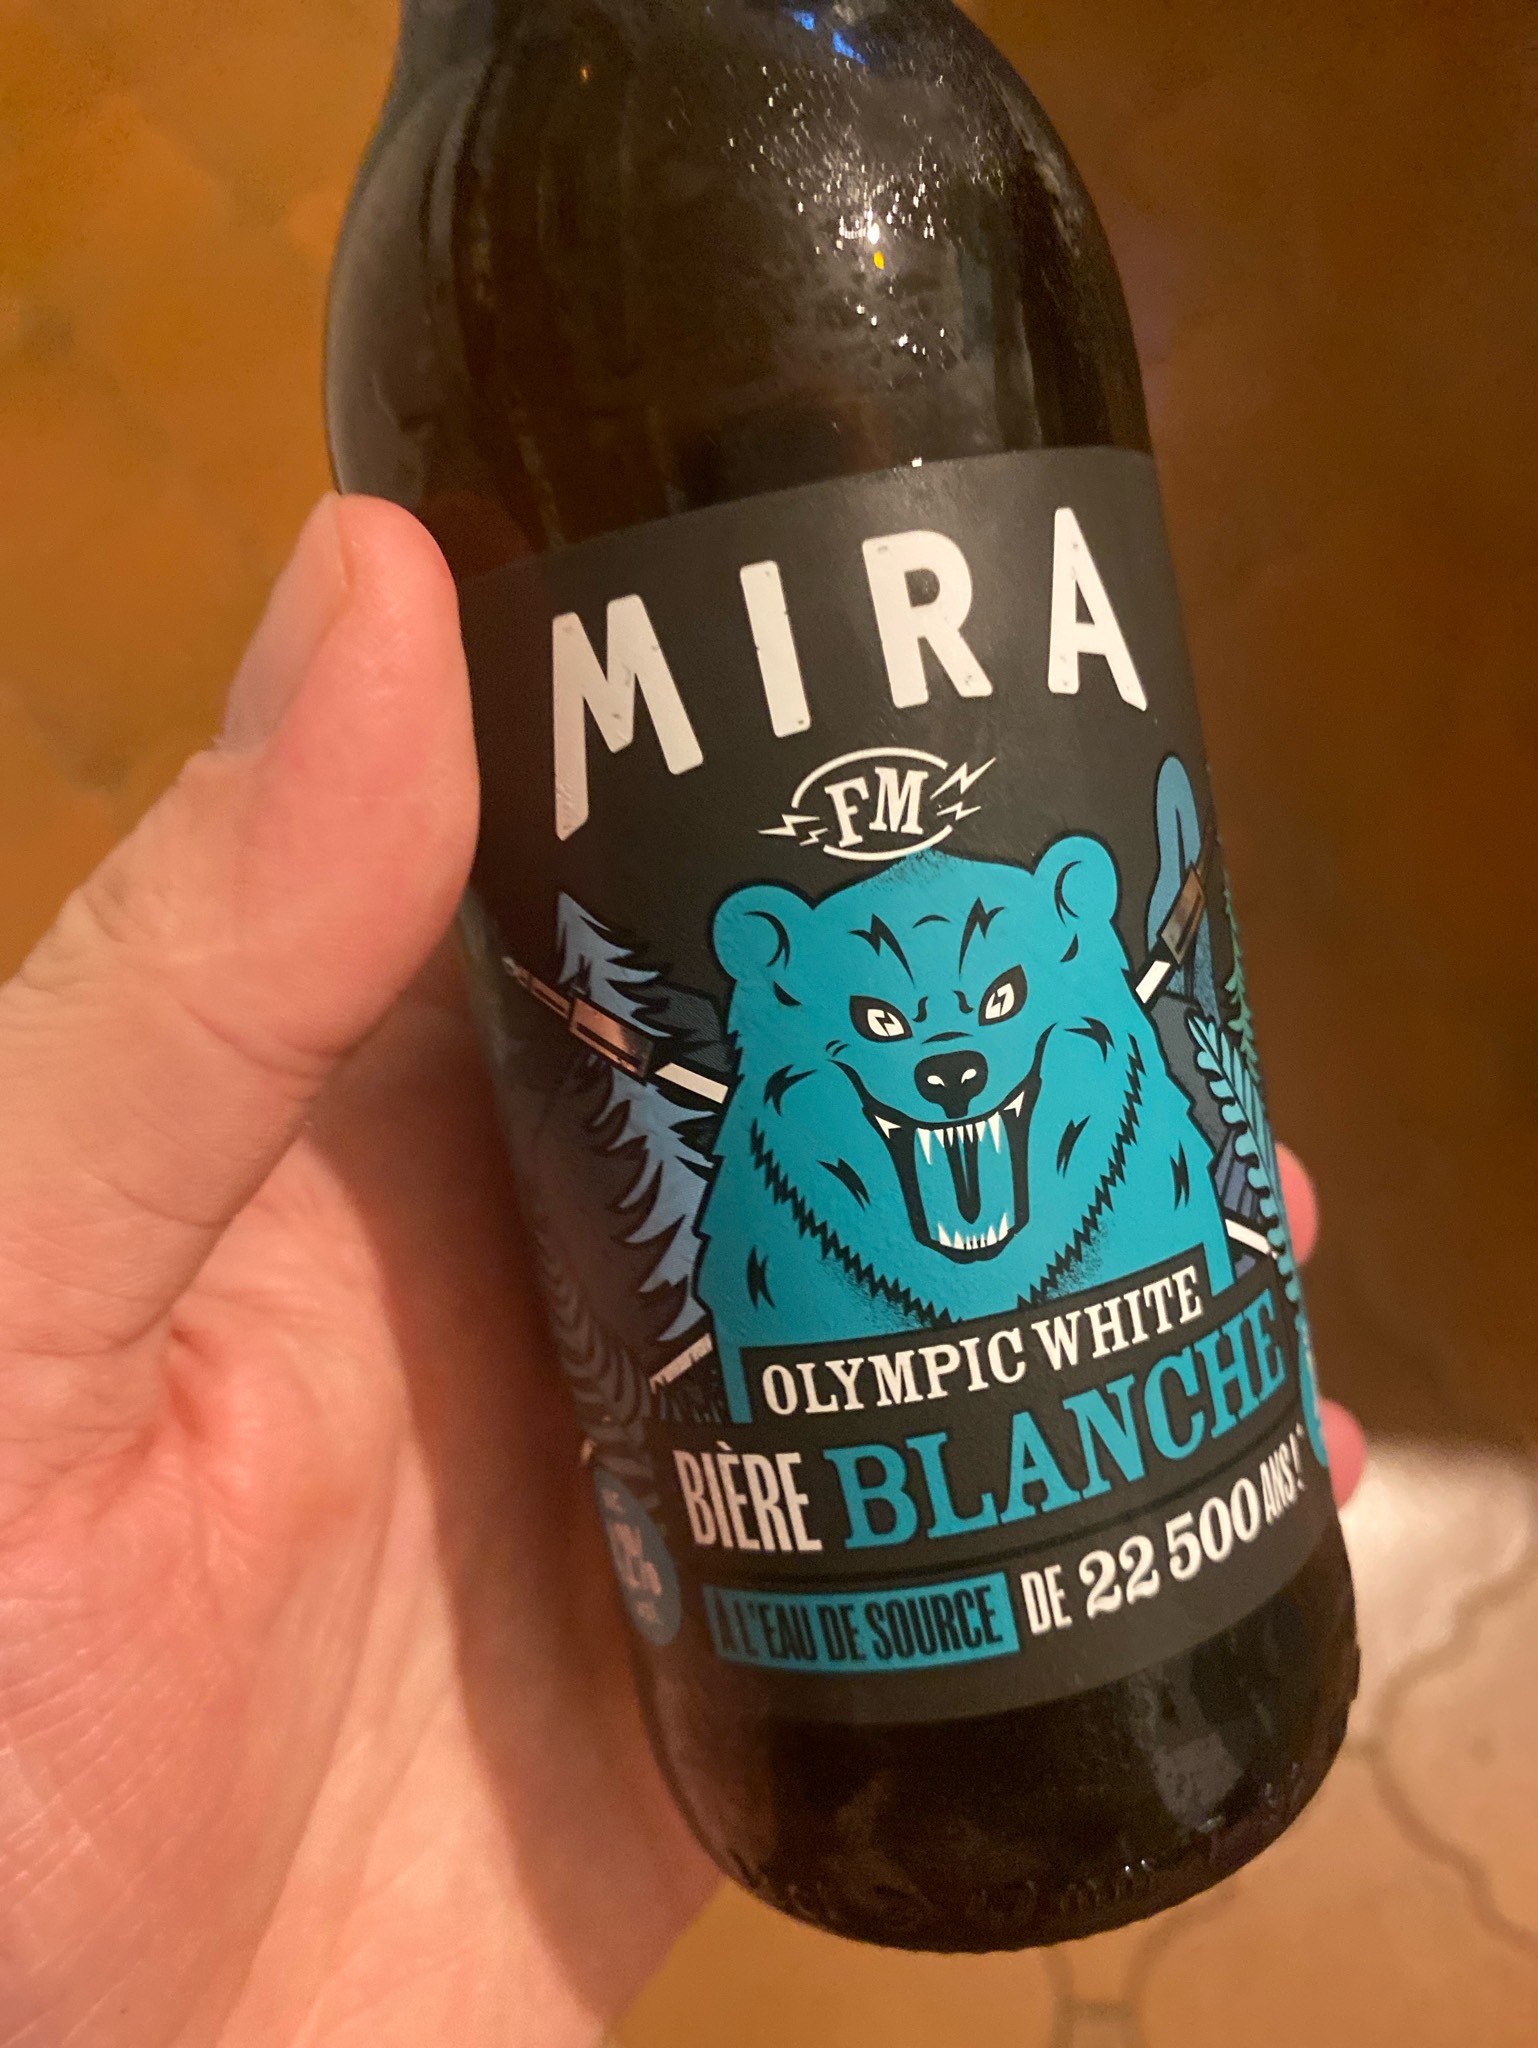 MIRA
FM
OLYMPIC WHITE
BIÈRE BLANCHE
À L'EAU DE SOURCE DE 22 500 ANS !*